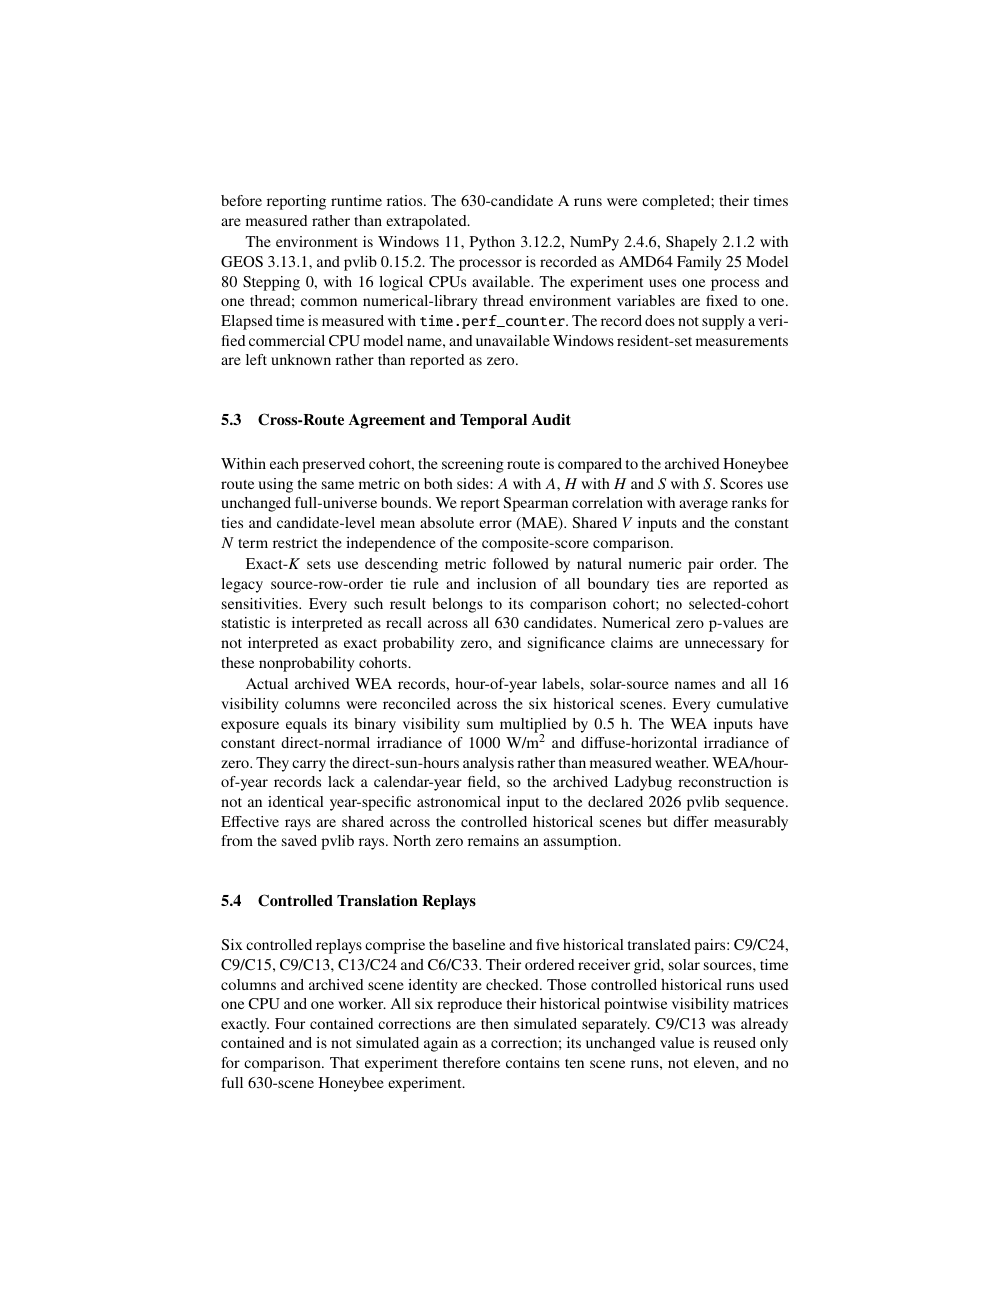 before reporting runtime ratios. The 630-candidate A runs were completed; their times
are measured rather than extrapolated.
The environment is Windows 11, Python 3.12.2, NumPy 2.4.6, Shapely 2.1.2 with
GEOS 3.13.1, and pvlib 0.15.2. The processor is recorded as AMD64 Family 25 Model
80 Stepping 0, with 16 logical CPUs available. The experiment uses one process and
one thread; common numerical-library thread environment variables are fixed to one.
Elapsed time is measured with time.perf_counter. The record does not supply a veri-
fied commercial CPU model name, and unavailable Windows resident-set measurements
are left unknown rather than reported as zero.
5.3 Cross-Route Agreement and Temporal Audit
Within each preserved cohort, the screening route is compared to the archived Honeybee
route using the same metric on both sides: A with A, H with H and S with S. Scores use
unchanged full-universe bounds. We report Spearman correlation with average ranks for
ties and candidate-level mean absolute error (MAE). Shared V inputs and the constant
N term restrict the independence of the composite-score comparison.
Exact-K sets use descending metric followed by natural numeric pair order. The
legacy source-row-order tie rule and inclusion of all boundary ties are reported as
sensitivities. Every such result belongs to its comparison cohort; no selected-cohort
statistic is interpreted as recall across all 630 candidates. Numerical zero p-values are
not interpreted as exact probability zero, and significance claims are unnecessary for
these nonprobability cohorts.
Actual archived WEA records, hour-of-year labels, solar-source names and all 16
visibility columns were reconciled across the six historical scenes. Every cumulative
exposure equals its binary visibility sum multiplied by 0.5 h. The WEA inputs have
constant direct-normal irradiance of 1000 W/m² and diffuse-horizontal irradiance of
zero. They carry the direct-sun-hours analysis rather than measured weather. WEA/hour-
of-year records lack a calendar-year field, so the archived Ladybug reconstruction is
not an identical year-specific astronomical input to the declared 2026 pvlib sequence.
Effective rays are shared across the controlled historical scenes but differ measurably
from the saved pvlib rays. North zero remains an assumption.
5.4 Controlled Translation Replays
Six controlled replays comprise the baseline and five historical translated pairs: C9/C24,
C9/C15, C9/C13, C13/C24 and C6/C33. Their ordered receiver grid, solar sources, time
columns and archived scene identity are checked. Those controlled historical runs used
one CPU and one worker. All six reproduce their historical pointwise visibility matrices
exactly. Four contained corrections are then simulated separately. C9/C13 was already
contained and is not simulated again as a correction; its unchanged value is reused only
for comparison. That experiment therefore contains ten scene runs, not eleven, and no
full 630-scene Honeybee experiment.